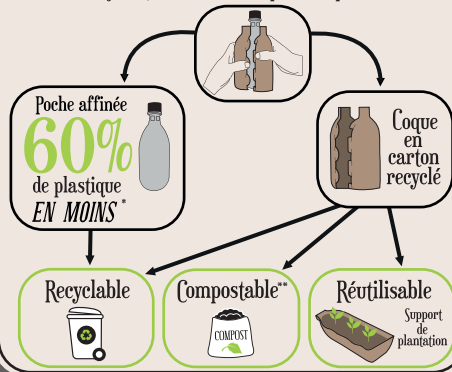 Poche affinée
60%
de plastique
EN MOINS*
Coque
en
carton
recyclé
Recyclable
Compostable**
COMPOST
Réutilisable
Support
de
plantation